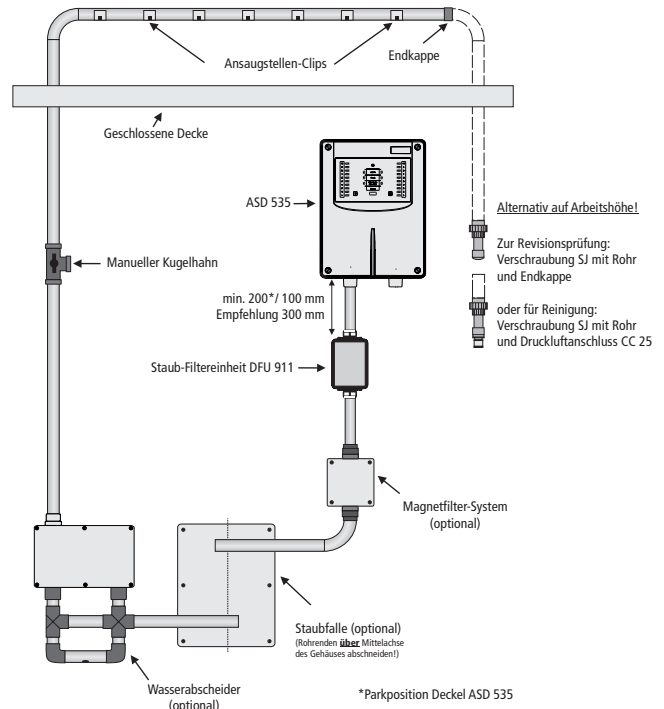 Ansaugstellen-Clips
Endkappe
Geschlossene Decke
ASD 535
Alternativ auf Arbeitshöhe!
Zur Revisionsprüfung:
Verschraubung SJ mit Rohr
und Endkappe
Manueller Kugelhahn
min. 200*/ 100 mm
Empfehlung 300 mm
oder für Reinigung:
Verschraubung SJ mit Rohr
und Druckluftanschluss CC 25
Staub-Filtereinheit DFU 911
Magnetfilter-System
(optional)
Staubfalle (optional)
(Rohrenden über Mittelachse
des Gehäuses abschneiden!)
Wasserabscheider
(optional)
*Parkposition Deckel ASD 535